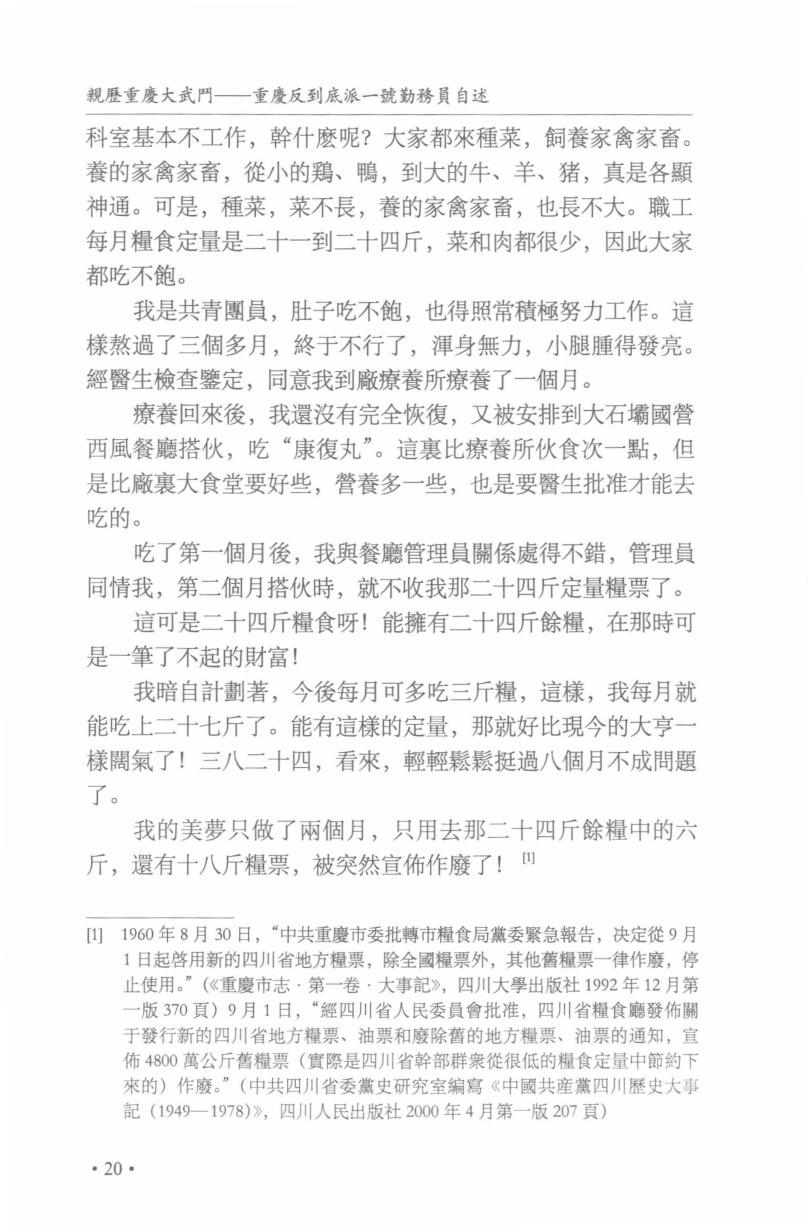 親歷重慶大武鬥——重慶反到底派一號勤務員自述
科室基本不工作，幹什麽呢？大家都來種菜，飼養家禽家畜。
養的家禽家畜，從小的鷄、鴨，到大的牛、羊、猪，真是各顯
神通。可是，種菜，菜不長，養的家禽家畜，也長不大。職工
每月糧食定量是二十一到二十四斤，菜和肉都很少，因此大家
都吃不飽。
我是共青團員，肚子吃不飽，也得照常積極努力工作。這
樣熬過了三個多月，終于不行了，渾身無力，小腿腫得發亮。
經醫生檢查鑒定，同意我到廠療養所療養了一個月。
療養回來後，我還沒有完全恢復，又被安排到大石壩國營
西風餐廳搭伙，吃“康復丸”。這裏比療養所伙食次一點，但
是比廠裏大食堂要好些，營養多一些，也是要醫生批准才能去
吃的。
吃了第一個月後，我與餐廳管理員關係處得不錯，管理員
同情我，第二個月搭伙時，就不收我那二十四斤定量糧票了。
這可是二十四斤糧食呀！能擁有二十四斤餘糧，在那時可
是一筆了不起的財富！
我暗自計劃著，今後每月可多吃三斤糧，這樣，我每月就
能吃上二十七斤了。能有這樣的定量，那就好比現今的大亨一
樣闊氣了！三八二十四，看來，輕輕鬆鬆挺過八個月不成問題
了。
我的美夢只做了兩個月，只用去那二十四斤餘糧中的六
斤，還有十八斤糧票，被突然宣佈作廢了！[1]
[1] 1960 年 8 月 30 日，“中共重慶市委批轉市糧食局黨委緊急報告，决定從 9 月
1 日起啓用新的四川省地方糧票，除全國糧票外，其他舊糧票一律作廢，停
止使用。”（《重慶市志·第一卷·大事記》，四川大學出版社 1992 年 12 月第
一版 370 頁）9 月 1 日，“經四川省人民委員會批准，四川省糧食廳發佈關
于發行新的四川省地方糧票、油票和廢除舊的地方糧票、油票的通知，宣
佈 4800 萬公斤舊糧票（實際是四川省幹部群衆從很低的糧食定量中節約下
來的）作廢。”（中共四川省委黨史研究室編寫《中國共産黨四川歷史大事
記（1949—1978）》，四川人民出版社 2000 年 4 月第一版 207 頁）
· 20 ·